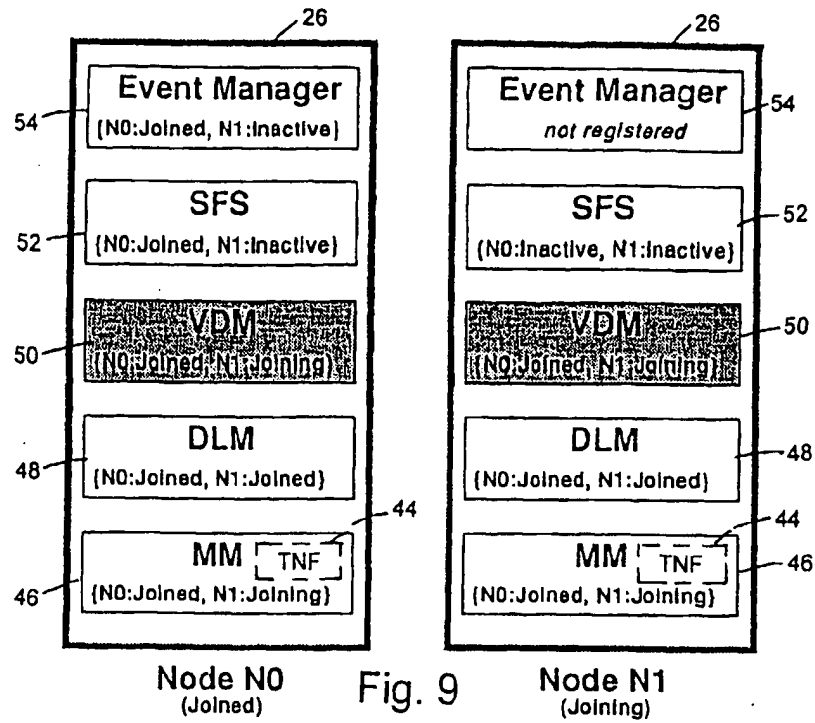 26
Event Manager
54
{N0:Joined, N1:Inactive}
SFS
52
{N0:Joined, N1:Inactive}
VDM
50
{N0:Joined, N1:Joining}
DLM
48
{N0:Joined, N1:Joined}
44
MM TNF
46
{N0:Joined, N1:Joining}
Node N0
(Joined)
Fig. 9
26
Event Manager
54
not registered
SFS
52
{N0:Inactive, N1:Inactive}
VDM
50
{N0:Joined, N1:Joining}
DLM
48
{N0:Joined, N1:Joined}
44
MM TNF
46
{N0:Joined, N1:Joining}
Node N1
(Joining)